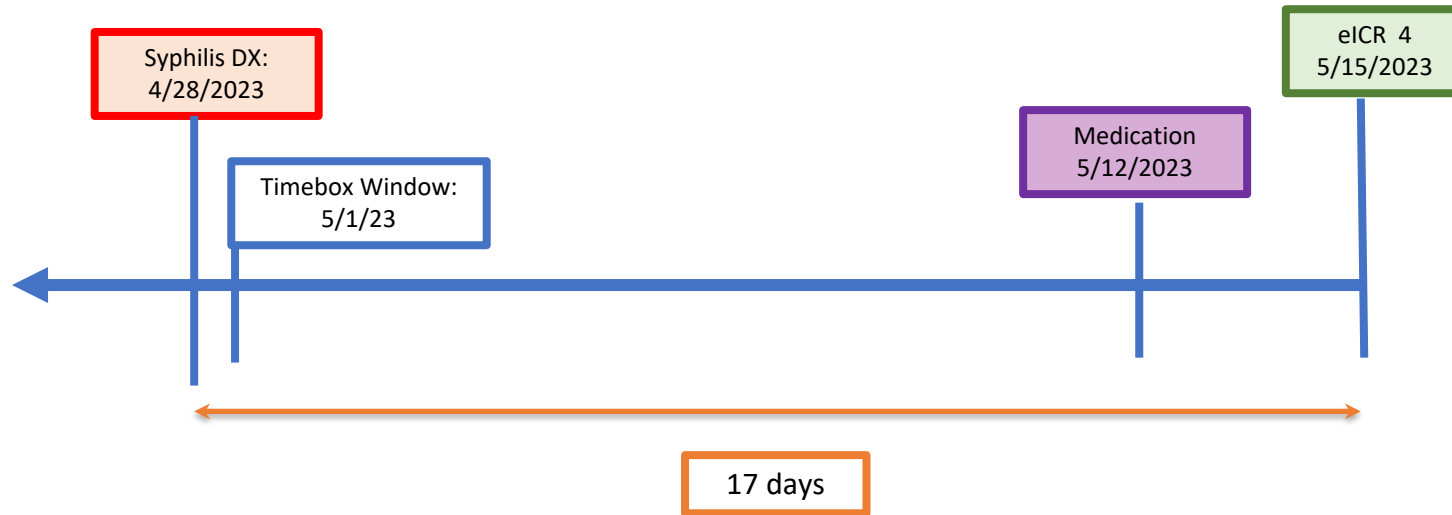 Syphilis DX:
4/28/2023
Timebox Window:
5/1/23
Medication
5/12/2023
eICR  4
5/15/2023
17 days